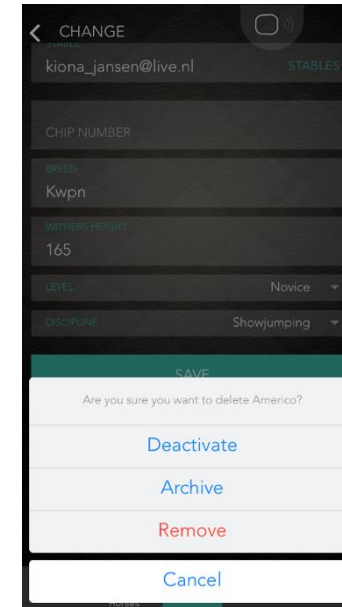 CHANGE
STABLE
kiona_jansen@live.nl STABLES
CHIP NUMBER
BREED
Kwpn
WITHERS HEIGHT
165
LEVEL Novice
DISCIPLINE Showjumping
SAVE
Are you sure you want to delete Americo?
Deactivate
Archive
Remove
Cancel
Horses